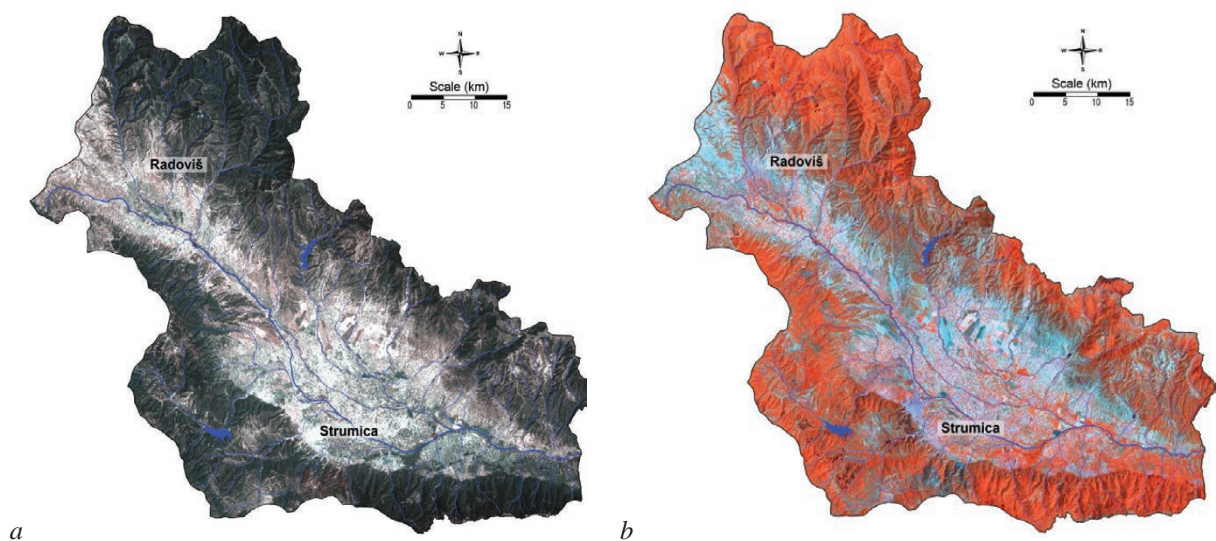 N
W E
S
Scale (km)
0 5 10 15
Radoviš
Strumica
a
N
W E
S
Scale (km)
0 5 10 15
Radoviš
Strumica
b